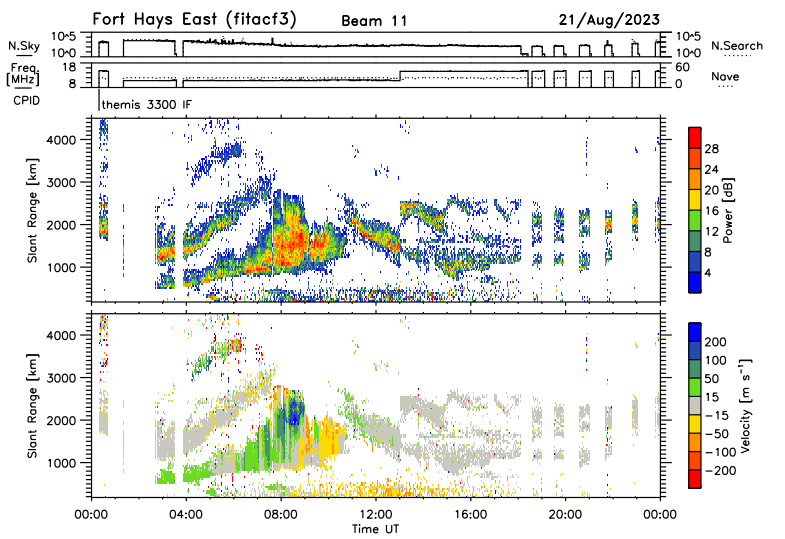 Fort Hays East (fitacf3)
Beam 11
21/Aug/2023
N.Sky
10^5
10^0
10^5
10^0
N.Search
Freq.
[MHz]
18
8
60
0
Nave
CPID
themis 3300 IF
4000
3000
2000
1000
Slant Range [km]
28
24
20
16
12
8
4
Power [dB]
4000
3000
2000
1000
Slant Range [km]
200
100
50
15
-15
-50
-100
-200
Velocity [m s⁻¹]
00:00 04:00 08:00 12:00 16:00 20:00 00:00
Time UT